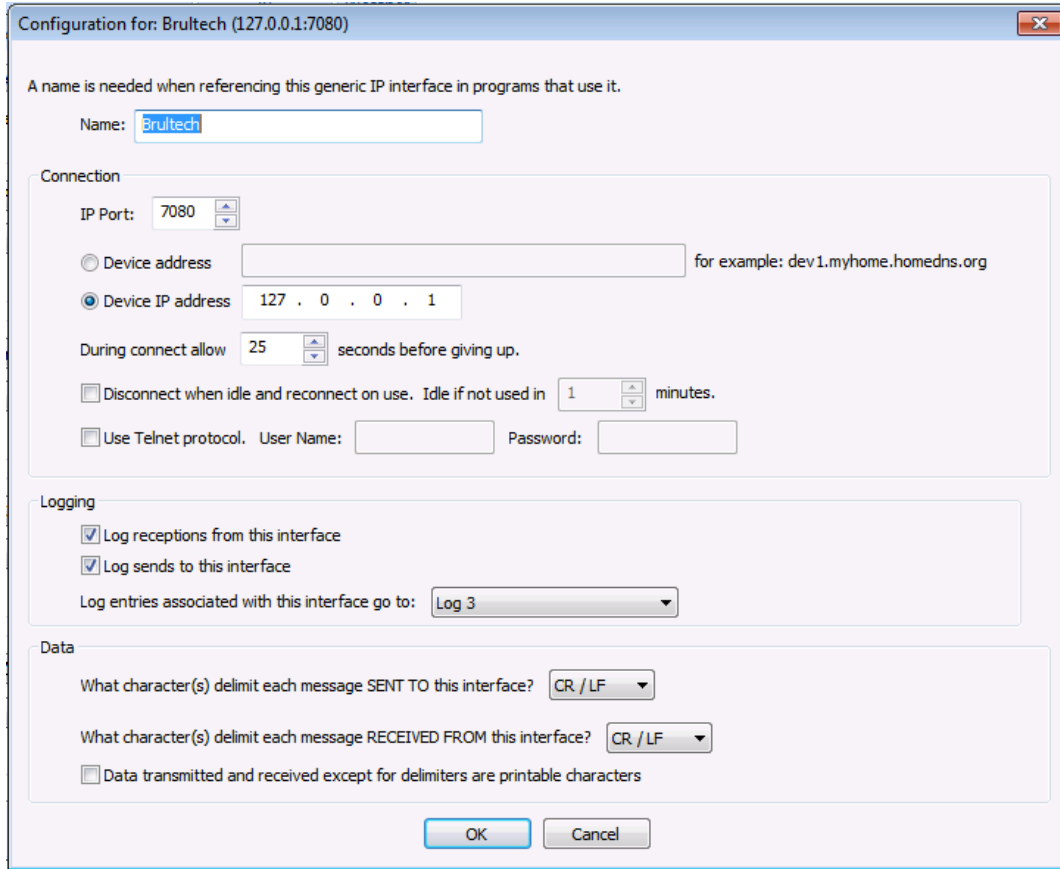 Configuration for: Brultech (127.0.0.1:7080)
A name is needed when referencing this generic IP interface in programs that use it.
Name: Brultech
Connection
IP Port: 7080
Device address for example: dev1.myhome.homedns.org
Device IP address 127 . 0 . 0 . 1
During connect allow 25 seconds before giving up.
Disconnect when idle and reconnect on use. Idle if not used in 1 minutes.
Use Telnet protocol. User Name: Password:
Logging
Log receptions from this interface
Log sends to this interface
Log entries associated with this interface go to: Log 3
Data
What character(s) delimit each message SENT TO this interface? CR / LF
What character(s) delimit each message RECEIVED FROM this interface? CR / LF
Data transmitted and received except for delimiters are printable characters
OK Cancel